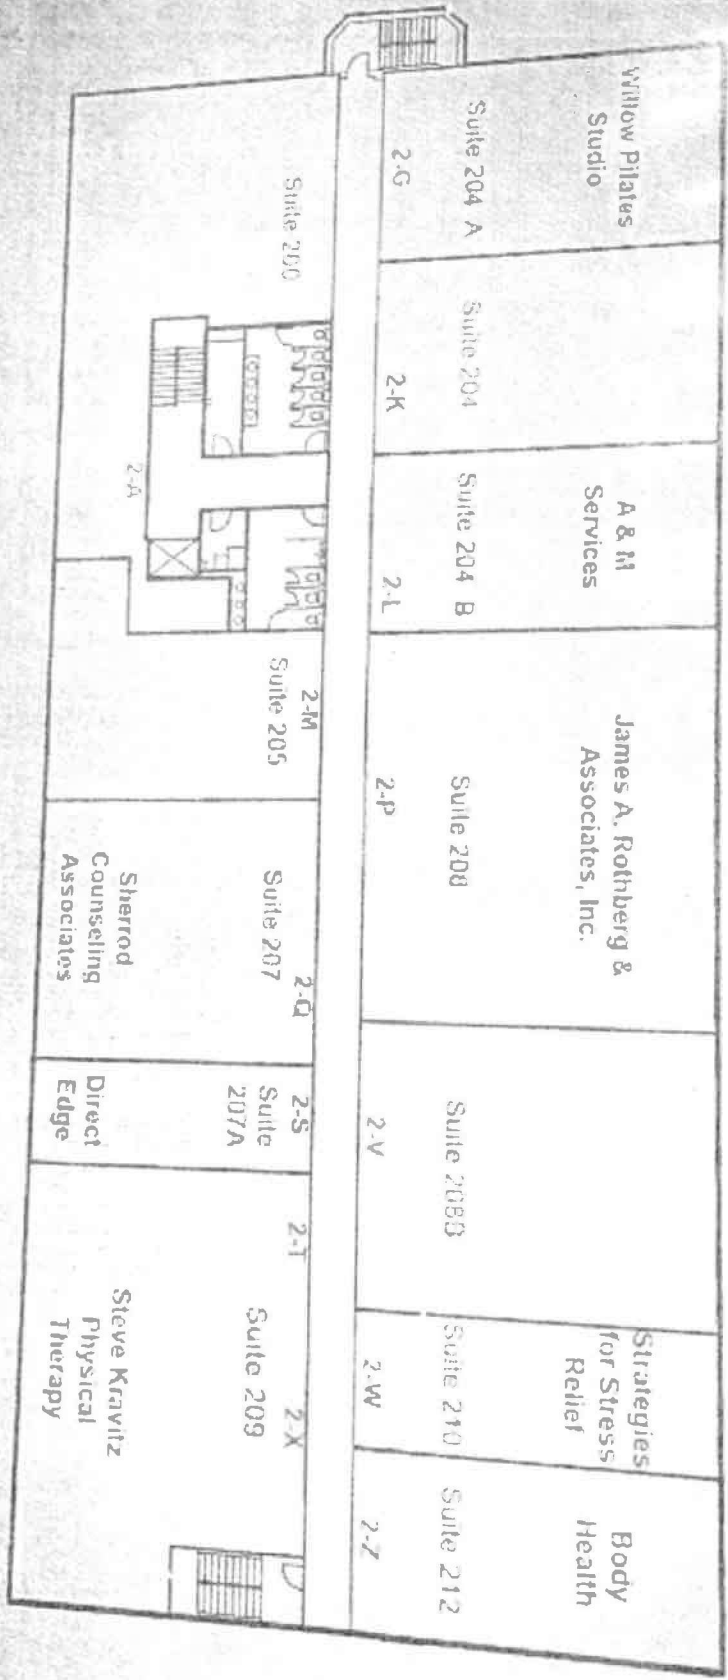 Willow Pilates
Studio
Suite 204 A
2-G
Suite 204
2-K
A & M
Services
Suite 204 B
2-L
James A. Rothberg &
Associates, Inc.
Suite 208
2-P
Suite 208B
2-V
Strategies
for Stress
Relief
Suite 210
2-W
Body
Health
Suite 212
2-Z
Suite 200
2-A
2-M
Suite 205
2-Q
Suite 207
Sherrod
Counseling
Associates
2-S
Suite
207A
Direct
Edge
2-T
2-X
Suite 209
Steve Kravitz
Physical
Therapy